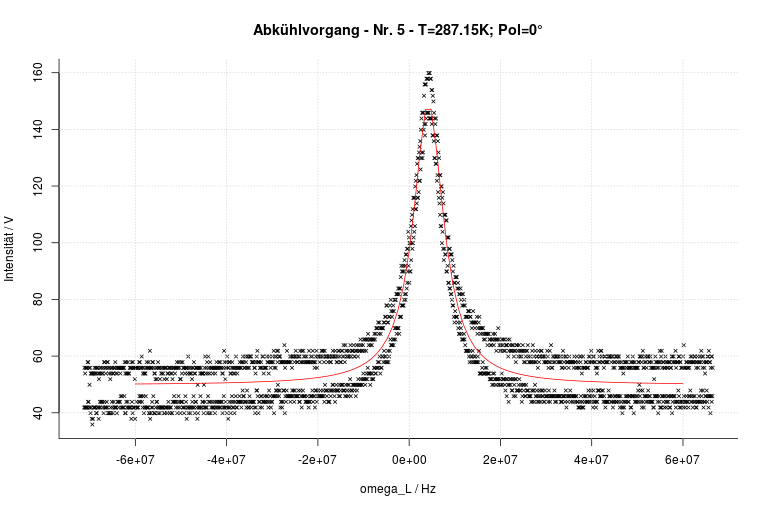 Abkühlvorgang - Nr. 5 - T=287.15K; Pol=0°
160
140
120
100
80
60
40
Intensität / V
-6e+07 -4e+07 -2e+07 0e+00 2e+07 4e+07 6e+07
omega_L / Hz